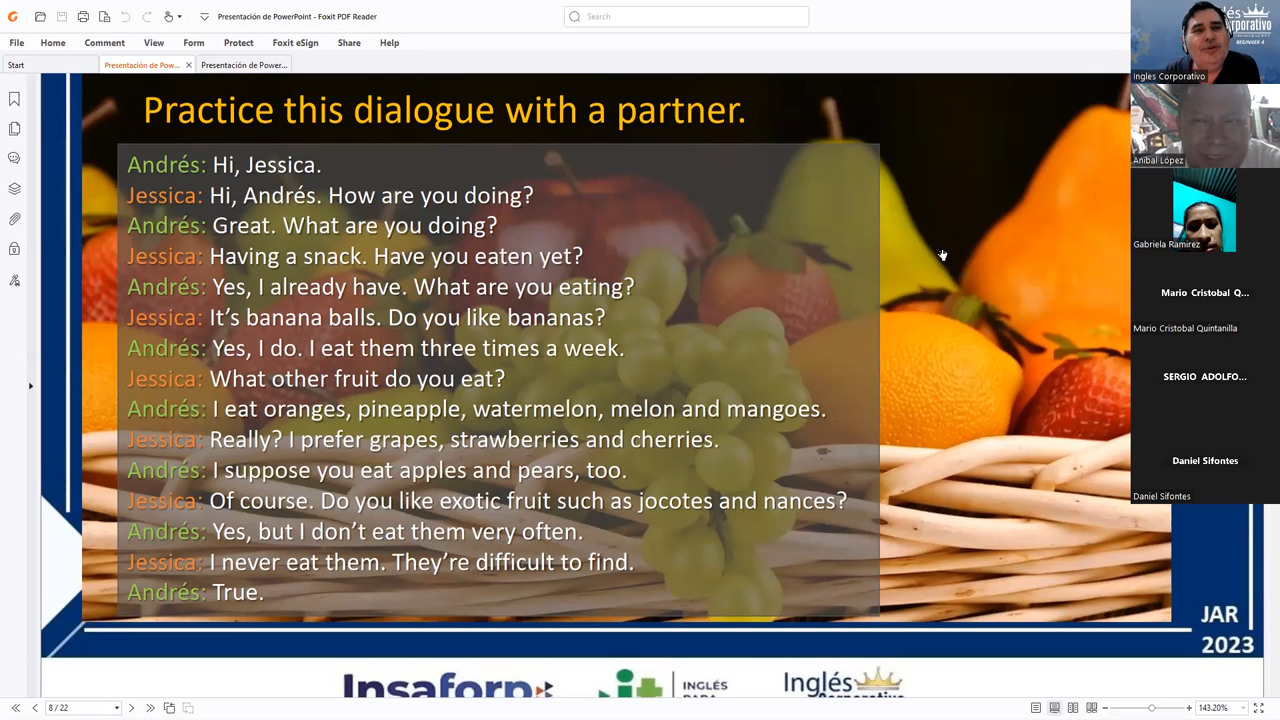 Presentación de PowerPoint - Foxit PDF Reader
Search
File Home Comment View Form Protect Foxit eSign Share Help
Start
Presentación de Pow...
Presentación de Power...
Practice this dialogue with a partner.
Andrés: Hi, Jessica.
Jessica: Hi, Andrés. How are you doing?
Andrés: Great. What are you doing?
Jessica: Having a snack. Have you eaten yet?
Andrés: Yes, I already have. What are you eating?
Jessica: It’s banana balls. Do you like bananas?
Andrés: Yes, I do. I eat them three times a week.
Jessica: What other fruit do you eat?
Andrés: I eat oranges, pineapple, watermelon, melon and mangoes.
Jessica: Really? I prefer grapes, strawberries and cherries.
Andrés: I suppose you eat apples and pears, too.
Jessica: Of course. Do you like exotic fruit such as jocotes and nances?
Andrés: Yes, but I don’t eat them very often.
Jessica: I never eat them. They’re difficult to find.
Andrés: True.
JAR
2023
Insaforp
INGLÉS
Inglés
BEGINNER 4
Ingles Corporativo
Aníbal López
Gabriela Ramirez
Mario Cristobal Q...
Mario Cristobal Quintanilla
SERGIO ADOLFO...
Daniel Sifontes
Daniel Sifontes
8 / 22
143.20%